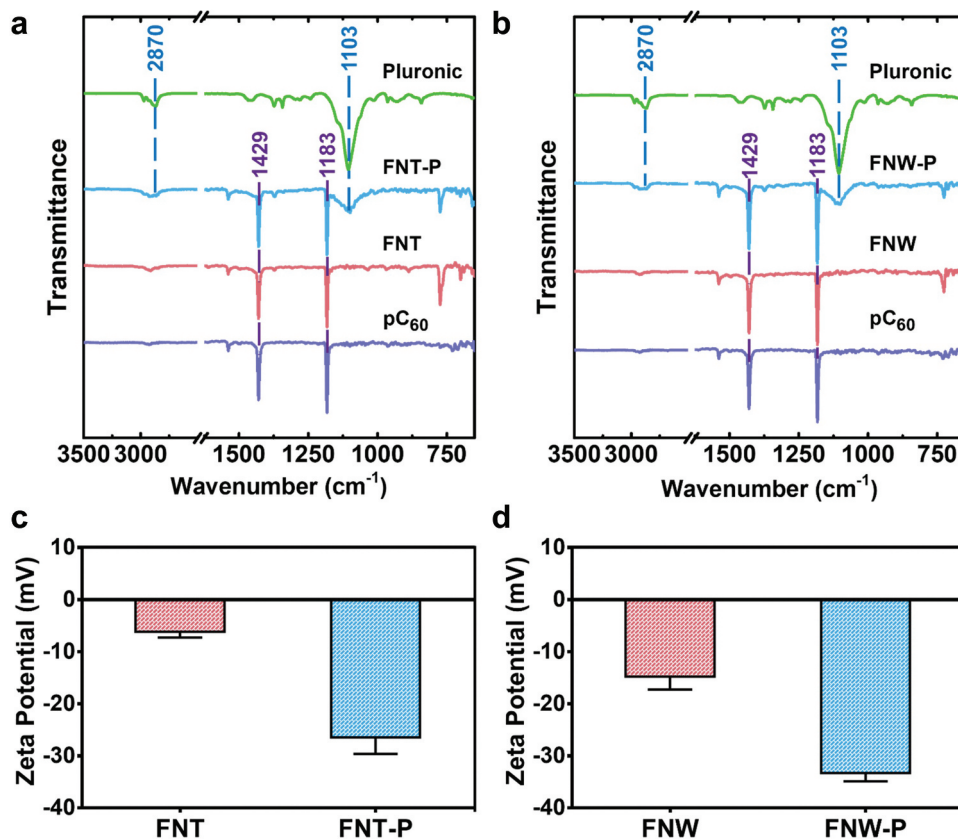 a
2870
1103
Pluronic
1429
1183
FNT-P
FNT
pC60
Transmittance
3500 3000 1500 1250 1000 750
Wavenumber (cm-1)
b
2870
1103
Pluronic
1429
1183
FNW-P
FNW
pC60
Transmittance
3500 3000 1500 1250 1000 750
Wavenumber (cm-1)
c
Zeta Potential (mV)
10
0
-10
-20
-30
-40
FNT FNT-P
d
Zeta Potential (mV)
10
0
-10
-20
-30
-40
FNW FNW-P